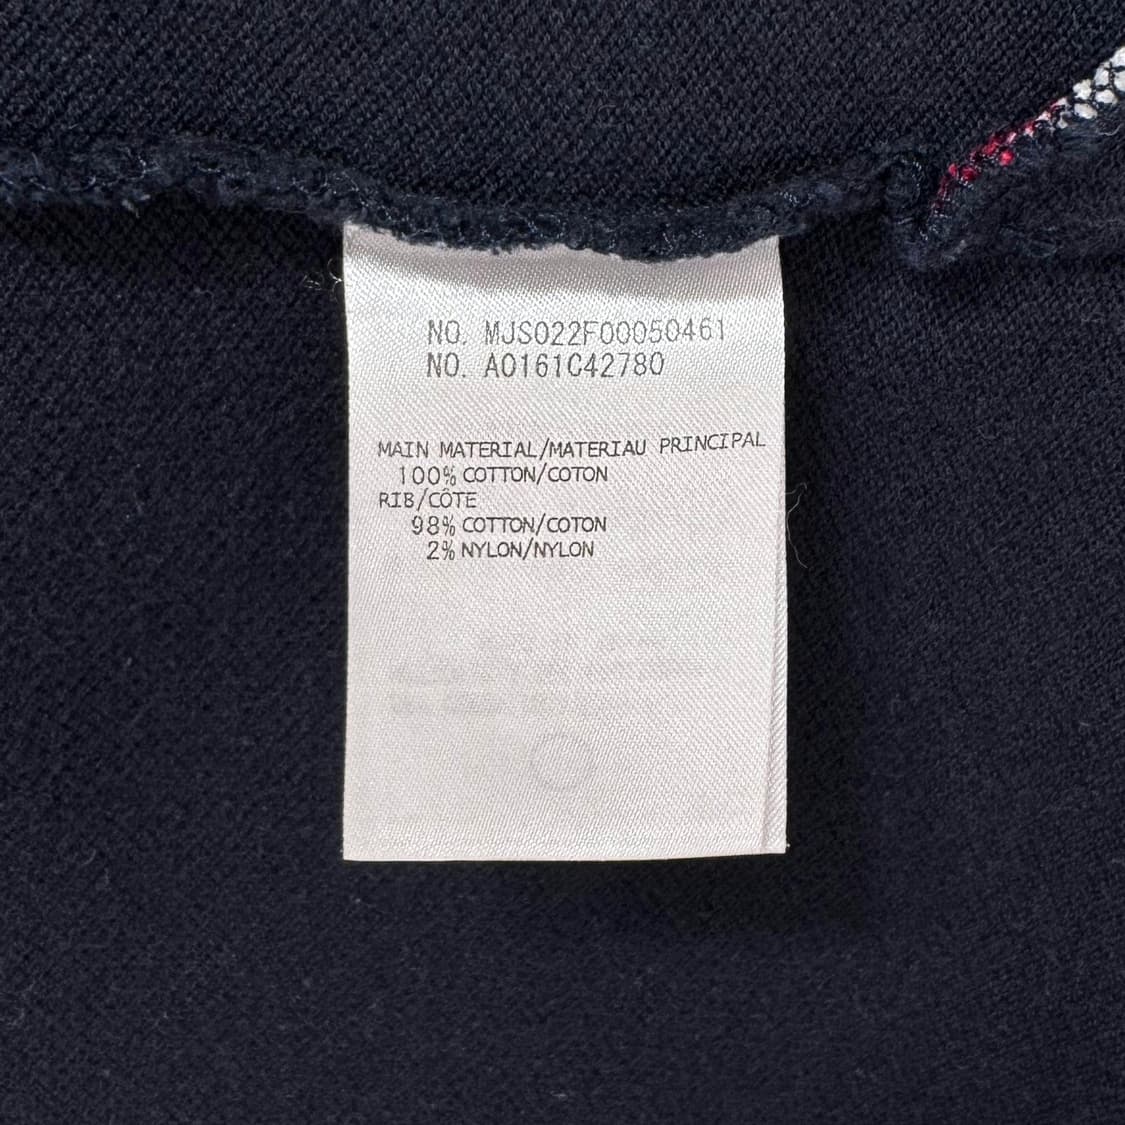 NO. MJS022F00050461
NO. A0161C42780
MAIN MATERIAL/MATERIAU PRINCIPAL
100% COTTON/COTON
RIB/CÔTE
98% COTTON/COTON
2% NYLON/NYLON